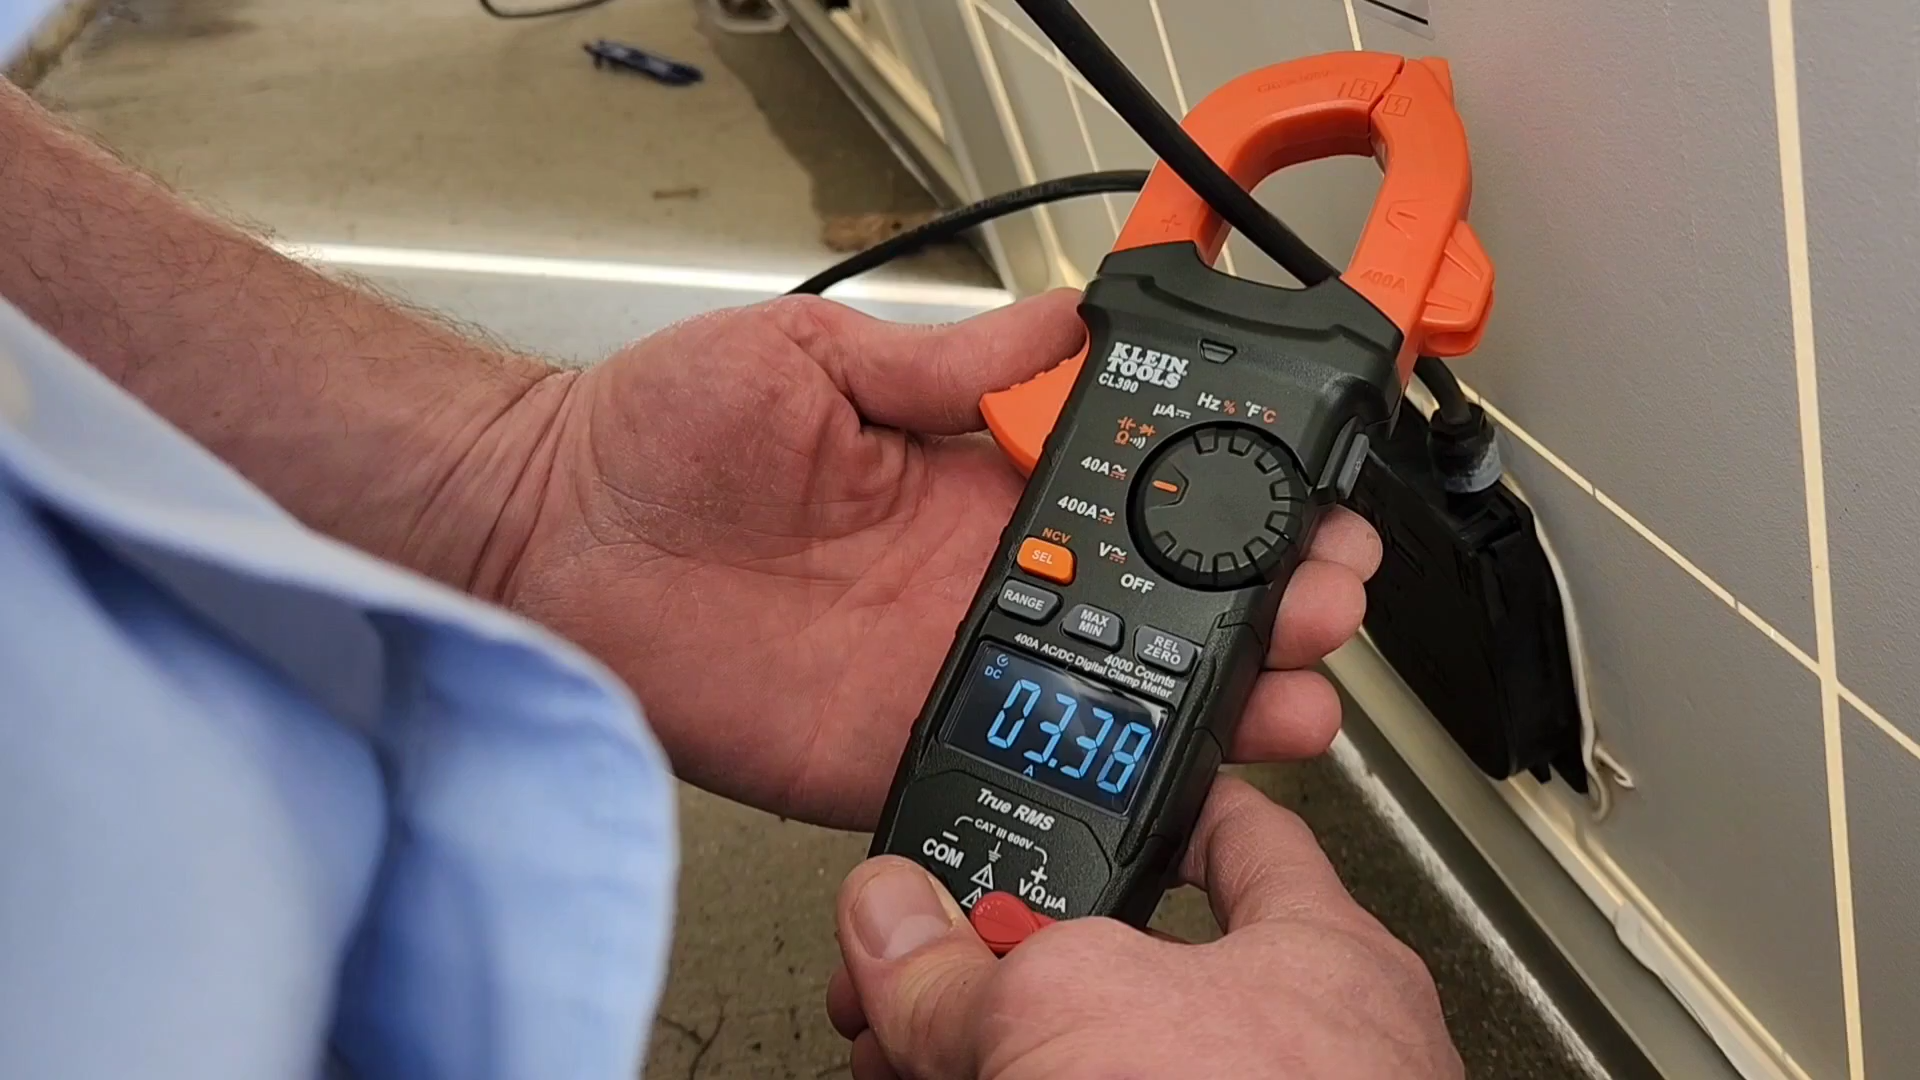 400A
KLEIN
TOOLS
CL390
µA
Hz % °F°C
Ω
40A
400A
V
OFF
NCV
SEL
RANGE
MAX
MIN
REL
ZERO
4000 Counts
400A AC/DC Digital Clamp Meter
DC
03.38
A
True RMS
CAT III 600V
− +
COM
VΩµA